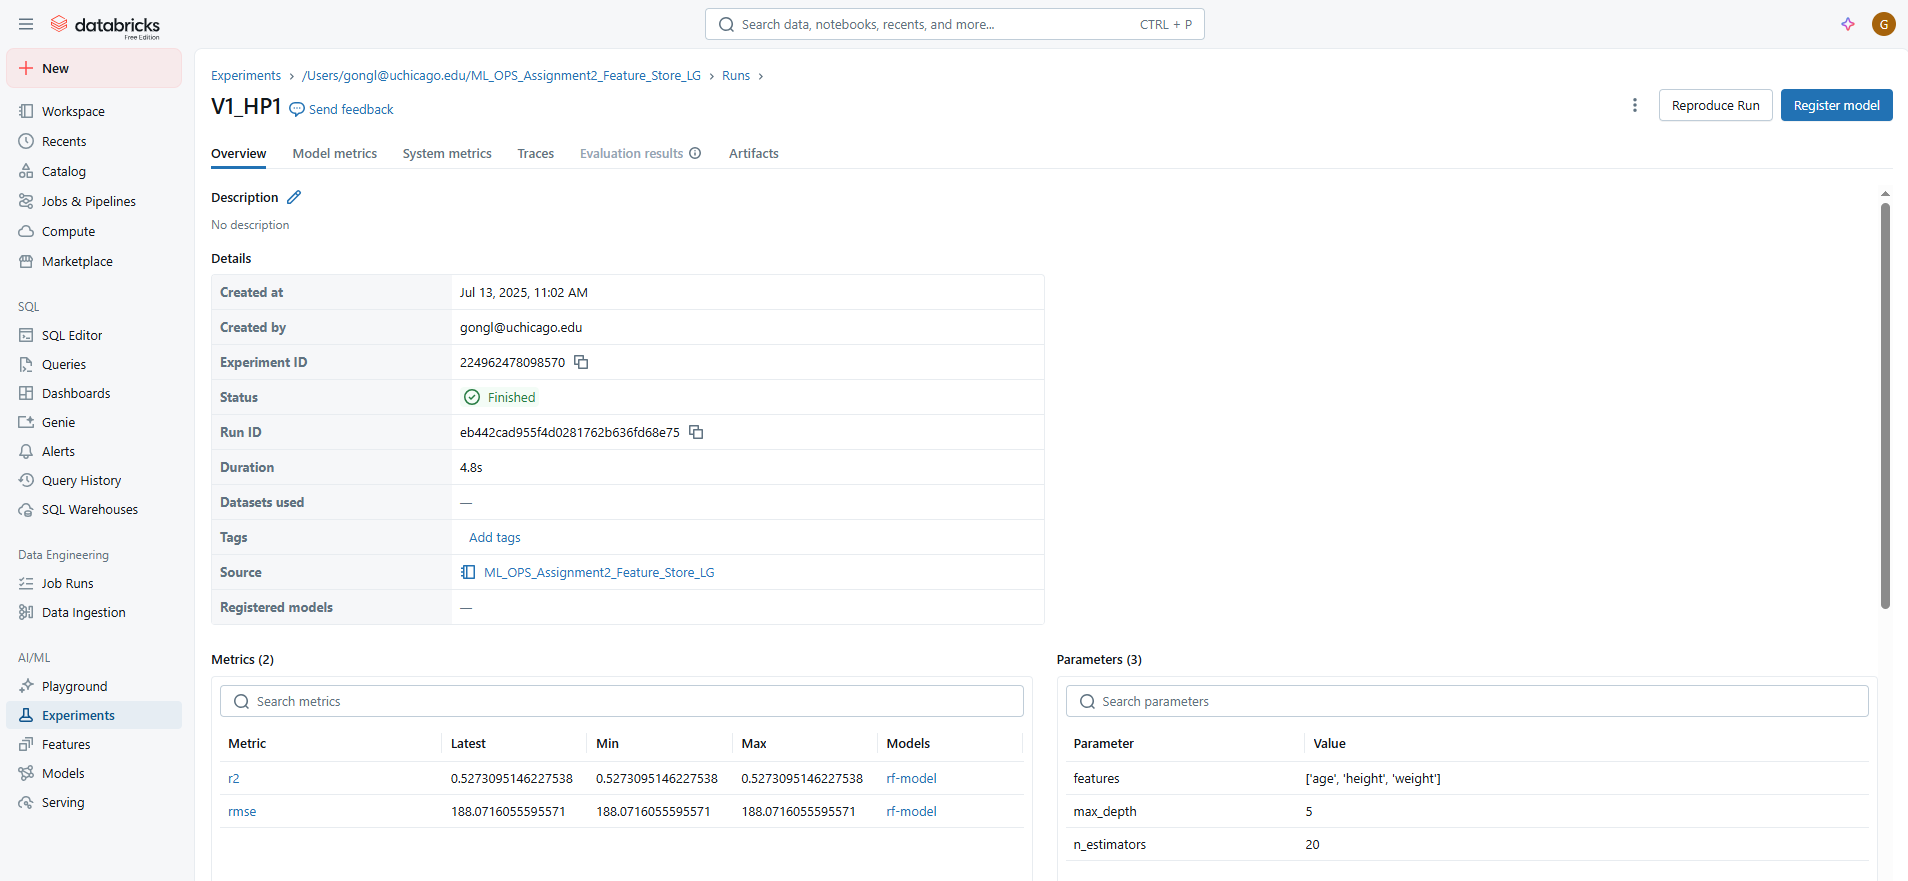 databricks
Free Edition
Search data, notebooks, recents, and more...
CTRL + P
G
New
Workspace
Recents
Catalog
Jobs & Pipelines
Compute
Marketplace
SQL
SQL Editor
Queries
Dashboards
Genie
Alerts
Query History
SQL Warehouses
Data Engineering
Job Runs
Data Ingestion
AI/ML
Playground
Experiments
Features
Models
Serving
Experiments › /Users/gongl@uchicago.edu/ML_OPS_Assignment2_Feature_Store_LG › Runs ›
V1_HP1 Send feedback
Reproduce Run
Register model
Overview Model metrics System metrics Traces Evaluation results Artifacts
Description
No description
Details
Created at Jul 13, 2025, 11:02 AM
Created by gongl@uchicago.edu
Experiment ID 224962478098570
Status Finished
Run ID eb442cad955f4d0281762b636fd68e75
Duration 4.8s
Datasets used —
Tags Add tags
Source ML_OPS_Assignment2_Feature_Store_LG
Registered models —
Metrics (2)
Search metrics
Metric Latest Min Max Models
r2 0.5273095146227538 0.5273095146227538 0.5273095146227538 rf-model
rmse 188.0716055595571 188.0716055595571 188.0716055595571 rf-model
Parameters (3)
Search parameters
Parameter Value
features ['age', 'height', 'weight']
max_depth 5
n_estimators 20